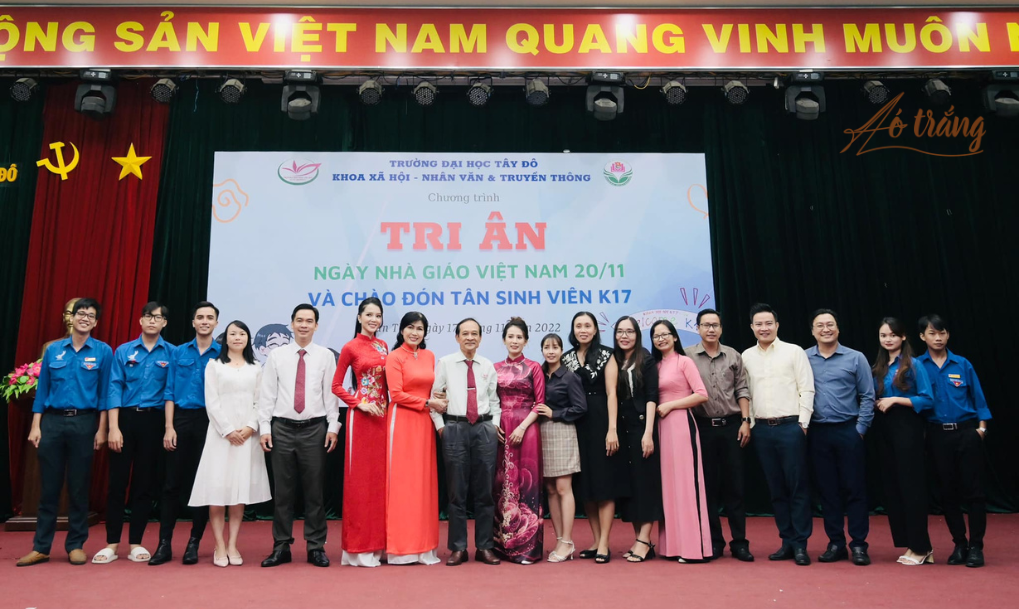 ỘNG SẢN VIỆT NAM QUANG VINH MUÔN N
Áo trắng
ĐÔ
TRƯỜNG ĐẠI HỌC TÂY ĐÔ
KHOA XÃ HỘI - NHÂN VĂN & TRUYỀN THÔNG
Chương trình
TRI ÂN
NGÀY NHÀ GIÁO VIỆT NAM 20/11
VÀ CHÀO ĐÓN TÂN SINH VIÊN K17
2022